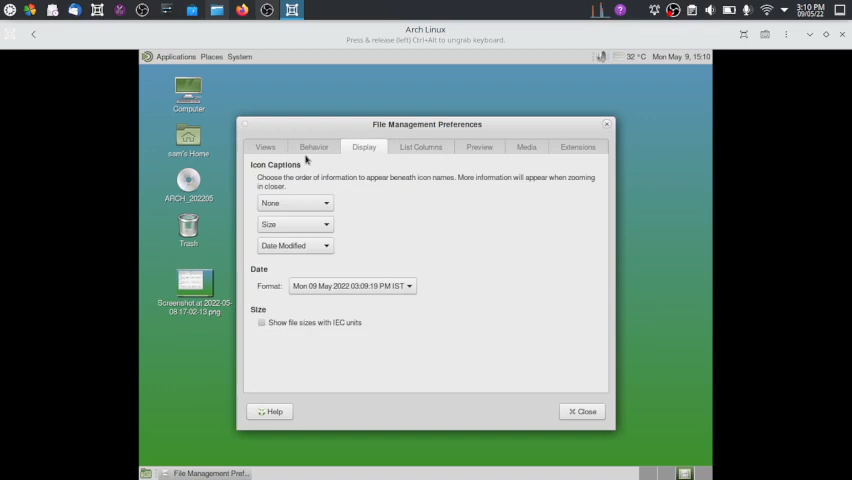 3:10 PM
09/05/22
Arch Linux
Press & release (left) Ctrl+Alt to ungrab keyboard.
Applications Places System
32 °C Mon May 9, 15:10
Computer
sam's Home
ARCH_202205
Trash
Screenshot at 2022-05-
08 17-02-13.png
File Management Preferences
Views Behavior Display List Columns Preview Media Extensions
Icon Captions
Choose the order of information to appear beneath icon names. More information will appear when zooming
in closer.
None
Size
Date Modified
Date
Format: Mon 09 May 2022 03:09:19 PM IST
Size
Show file sizes with IEC units
Help
Close
File Management Pref...